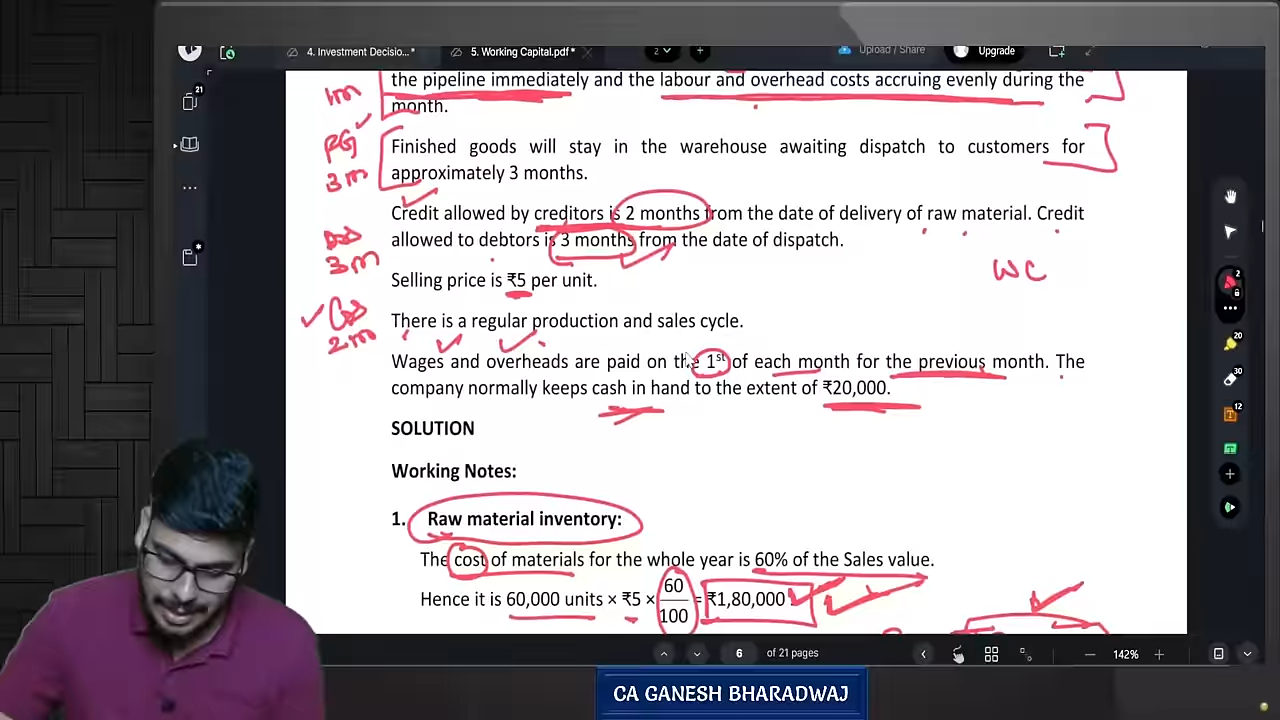 4. Investment Decisio...*
5. Working Capital.pdf*
2
Upload / Share
Upgrade
21
the pipeline immediately and the labour and overhead costs accruing evenly during the
month.
1m
Finished goods will stay in the warehouse awaiting dispatch to customers for
approximately 3 months.
FG
3m
Credit allowed by creditors is 2 months from the date of delivery of raw material. Credit
allowed to debtors is 3 months from the date of dispatch.
3m
WC
Selling price is ₹5 per unit.
There is a regular production and sales cycle.
2m
Wages and overheads are paid on the 1st of each month for the previous month. The
company normally keeps cash in hand to the extent of ₹20,000.
SOLUTION
Working Notes:
1. Raw material inventory:
The cost of materials for the whole year is 60% of the Sales value.
Hence it is 60,000 units × ₹5 × 60/100 = ₹1,80,000
2
20
30
12
6 of 21 pages
142%
CA GANESH BHARADWAJ